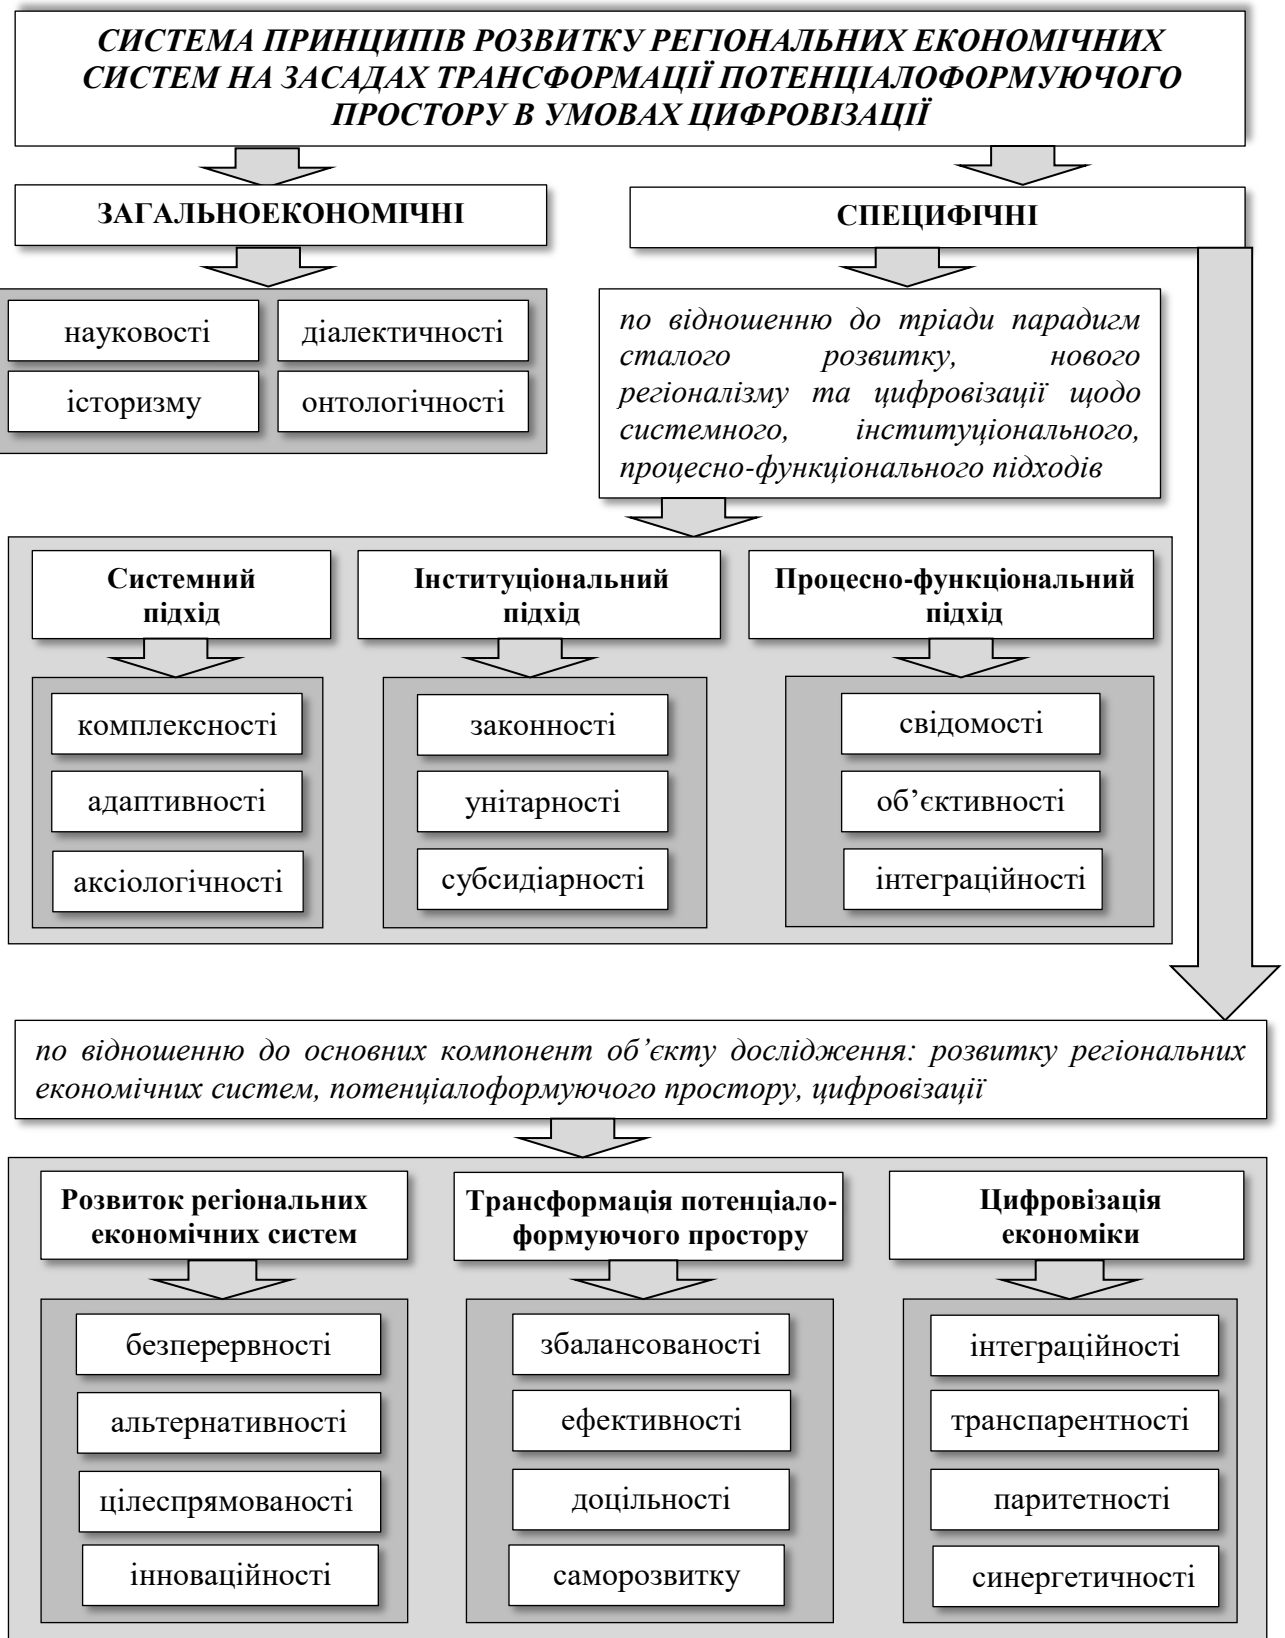 СИСТЕМА ПРИНЦИПІВ РОЗВИТКУ РЕГІОНАЛЬНИХ ЕКОНОМІЧНИХ
СИСТЕМ НА ЗАСАДАХ ТРАНСФОРМАЦІЇ ПОТЕНЦІАЛОФОРМУЮЧОГО
ПРОСТОРУ В УМОВАХ ЦИФРОВІЗАЦІЇ
ЗАГАЛЬНОЕКОНОМІЧНІ
науковості
діалектичності
історизму
онтологічності
СПЕЦИФІЧНІ
по відношенню до тріади парадигм
сталого розвитку, нового
регіоналізму та цифровізації щодо
системного, інституціонального,
процесно-функціонального підходів
Системний
підхід
комплексності
адаптивності
аксіологічності
Інституціональний
підхід
законності
унітарності
субсидіарності
Процесно-функціональний
підхід
свідомості
об’єктивності
інтеграційності
по відношенню до основних компонент об’єкту дослідження: розвитку регіональних
економічних систем, потенціалоформуючого простору, цифровізації
Розвиток регіональних
економічних систем
безперервності
альтернативності
цілеспрямованості
інноваційності
Трансформація потенціало-
формуючого простору
збалансованості
ефективності
доцільності
саморозвитку
Цифровізація
економіки
інтеграційності
транспарентності
паритетності
синергетичності